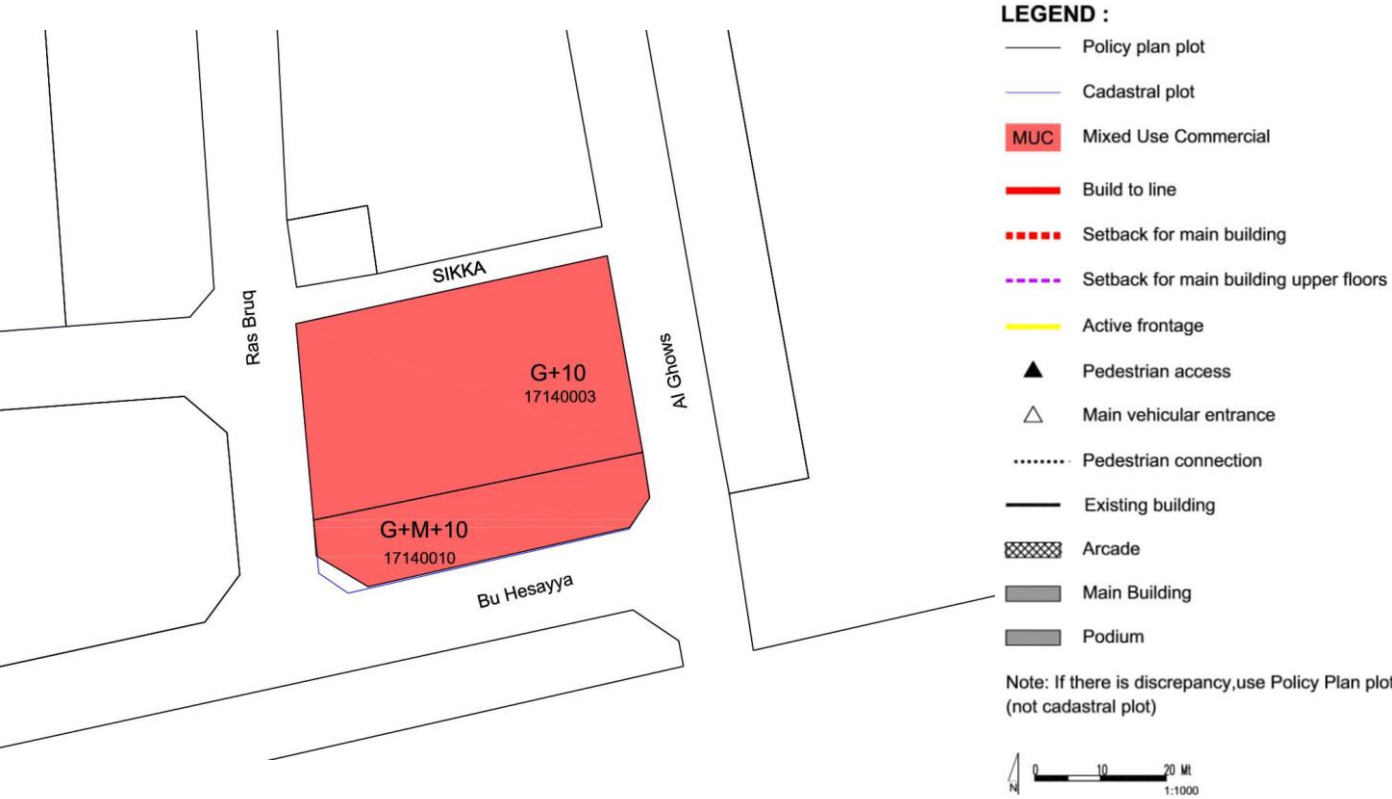 SIKKA
Ras Bruq
G+10
17140003
Al Ghows
G+M+10
17140010
Bu Hesayya
LEGEND :
Policy plan plot
Cadastral plot
MUC Mixed Use Commercial
Build to line
Setback for main building
Setback for main building upper floors
Active frontage
Pedestrian access
Main vehicular entrance
Pedestrian connection
Existing building
Arcade
Main Building
Podium
Note: If there is discrepancy,use Policy Plan plot
(not cadastral plot)
N
0 10 20 Mt
1:1000